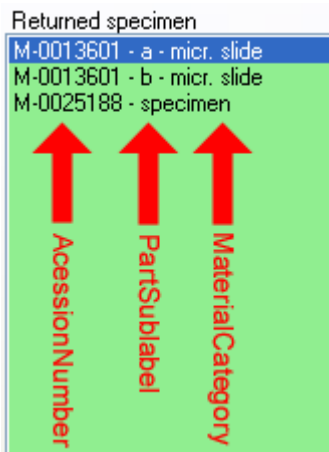 Returned specimen
M-0013601 - a - micr. slide
M-0013601 - b - micr. slide
M-0025188 - specimen
AcessionNumber
PartSublabel
MaterialCategory